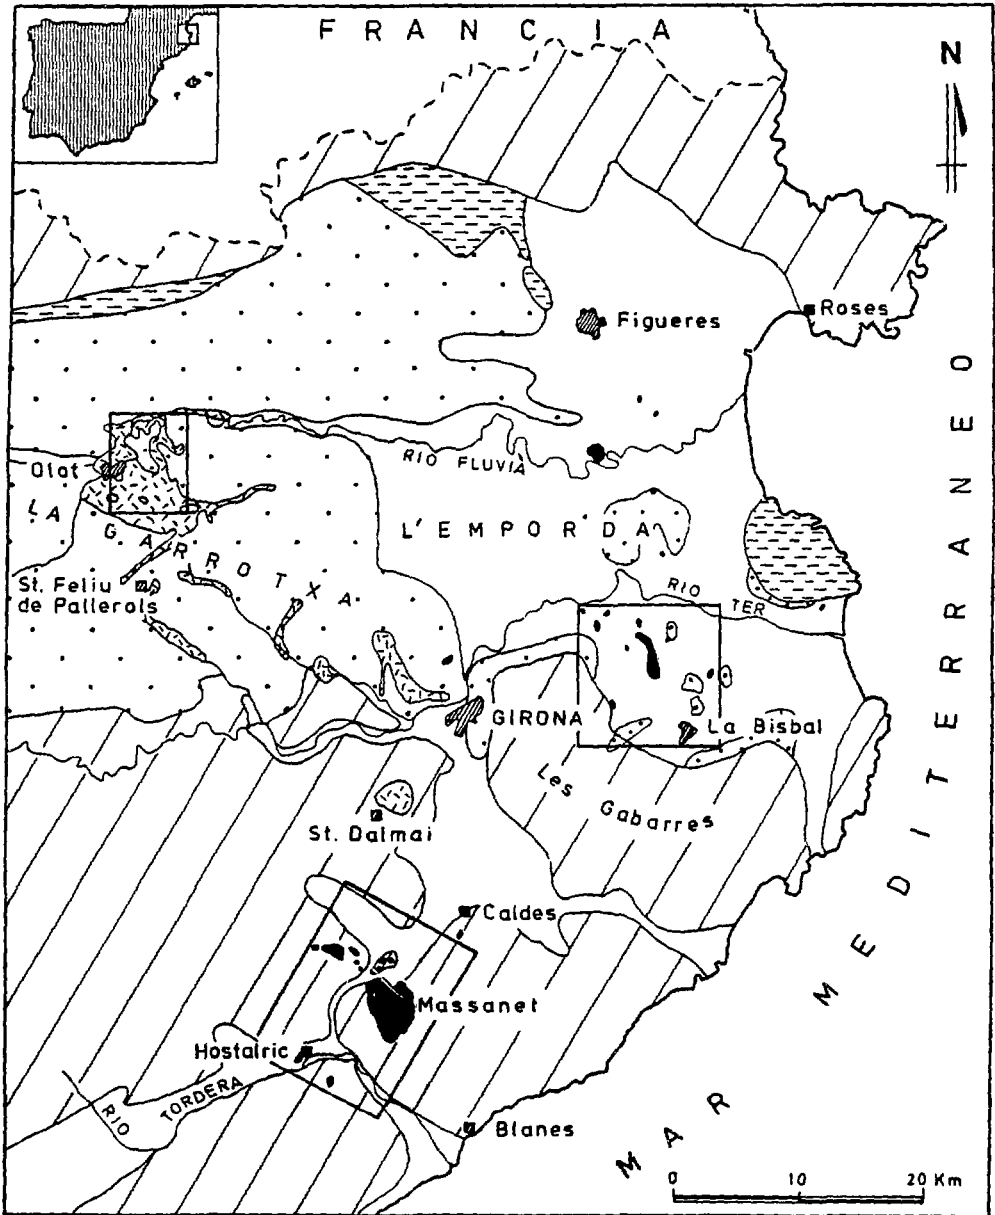 FRANCIA
N
Roses
Figueres
Olot
RIO FLUVIÀ
LA GARROTXA
L'EMPORDA
St. Feliu
de Pallerols
RIO TER
GIRONA
La Bisbal
Les Gabarres
St. Dalmai
Caldes
Massanet
Hostalric
RIO TORDERA
Blanes
MAR MEDITERRANEO
0 10 20 Km